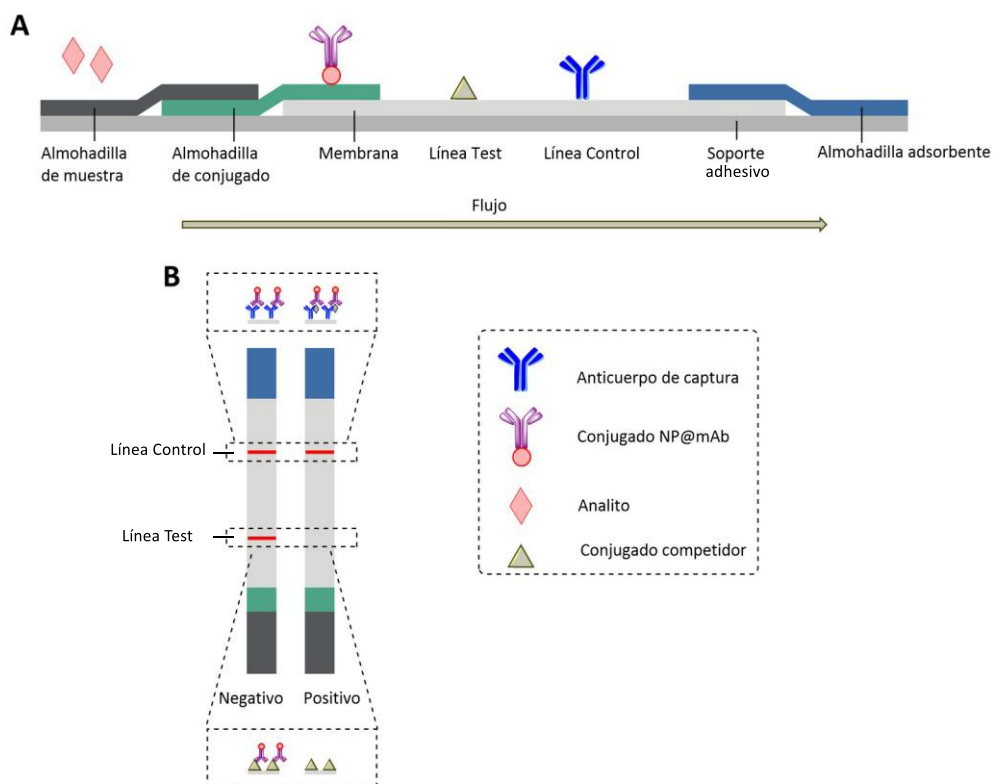 A
Almohadilla
de muestra
Almohadilla
de conjugado
Membrana
Línea Test
Línea Control
Soporte
adhesivo
Almohadilla adsorbente
Flujo
B
Línea Control
Línea Test
Negativo
Positivo
Anticuerpo de captura
Conjugado NP@mAb
Analito
Conjugado competidor